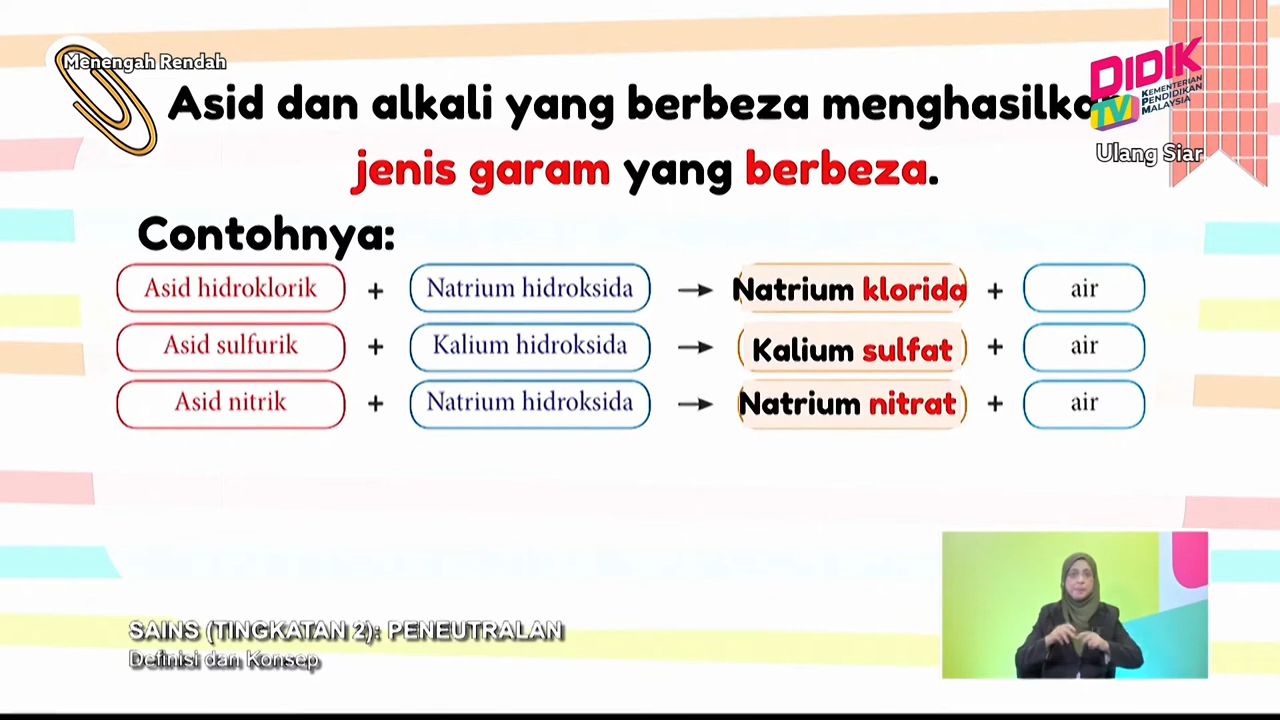 Menengah Rendah
Asid dan alkali yang berbeza menghasilka
DIDIK
TV
KEMENTERIAN
PENDIDIKAN
MALAYSIA
Ulang Siar
jenis garam yang berbeza.
Contohnya:
Asid hidroklorik + Natrium hidroksida → Natrium klorida + air
Asid sulfurik + Kalium hidroksida → Kalium sulfat + air
Asid nitrik + Natrium hidroksida → Natrium nitrat + air
SAINS (TINGKATAN 2): PENEUTRALAN
Definisi dan Konsep